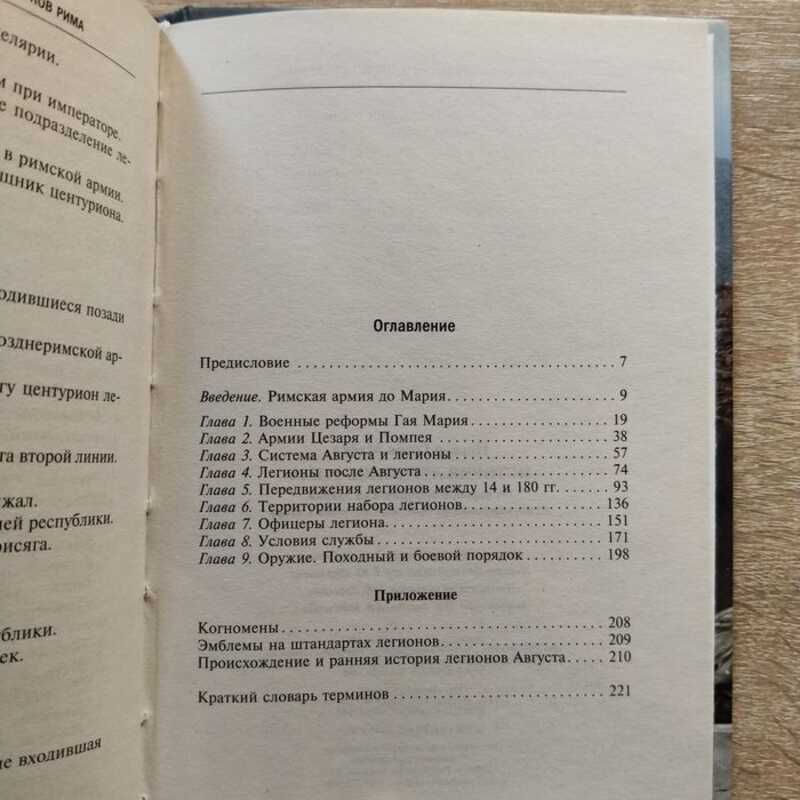 НОВ РИМА
елярии.
и при императоре.
е подразделение ле-
в римской армии.
щник центуриона.
одившиеся позади
озднеримской ар-
гу центурион ле-
га второй линии.
жал.
ней республики.
рисяга.
блики.
ек.
не входившая
Оглавление
Предисловие . . . . . . . . . . . . . . . . . . . . 7
Введение. Римская армия до Мария . . . . . . . . . . 9
Глава 1. Военные реформы Гая Мария . . . . . . . . . . 19
Глава 2. Армии Цезаря и Помпея . . . . . . . . . . 38
Глава 3. Система Августа и легионы . . . . . . . . . . 57
Глава 4. Легионы после Августа . . . . . . . . . . 74
Глава 5. Передвижения легионов между 14 и 180 гг. . . . . . 93
Глава 6. Территории набора легионов . . . . . . . . . . 136
Глава 7. Офицеры легиона . . . . . . . . . . 151
Глава 8. Условия службы . . . . . . . . . . 171
Глава 9. Оружие. Походный и боевой порядок . . . . . . . 198
Приложение
Когномены . . . . . . . . . . . . . . . . . . . . 208
Эмблемы на штандартах легионов . . . . . . . . . . 209
Происхождение и ранняя история легионов Августа . . . . . 210
Краткий словарь терминов . . . . . . . . . . 221